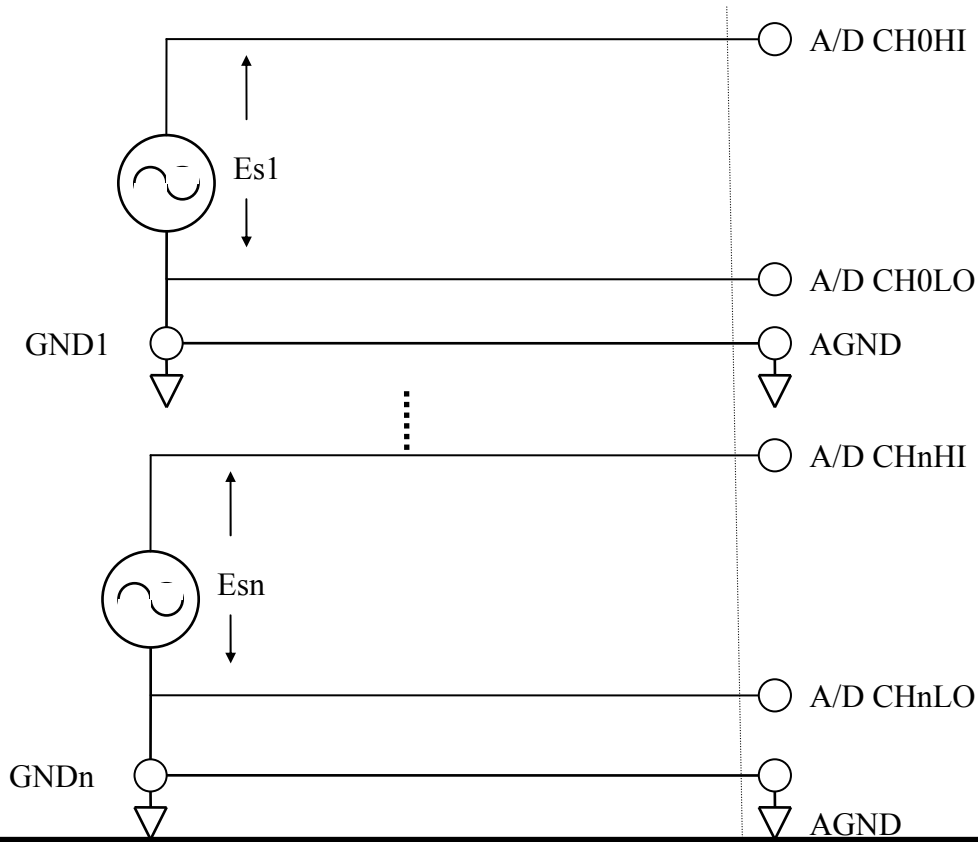 A/D CH0HI
Es1
A/D CH0LO
GND1
AGND
A/D CHnHI
Esn
A/D CHnLO
GNDn
AGND